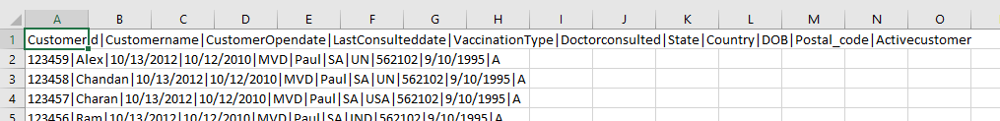 A B C D E F G H I J K L M N O
1 CustomerId|Customername|CustomerOpendate|LastConsulteddate|VaccinationType|Doctorconsulted|State|Country|DOB|Postal_code|Activecustomer
2 123459|Alex|10/13/2012|10/12/2010|MVD|Paul|SA|UN|562102|9/10/1995|A
3 123458|Chandan|10/13/2012|10/12/2010|MVD|Paul|SA|UN|562102|9/10/1995|A
4 123457|Charan|10/13/2012|10/12/2010|MVD|Paul|SA|USA|562102|9/10/1995|A
5 123456|Ram|10/13/2012|10/12/2010|MVD|Paul|SA|IND|562102|9/10/1995|A